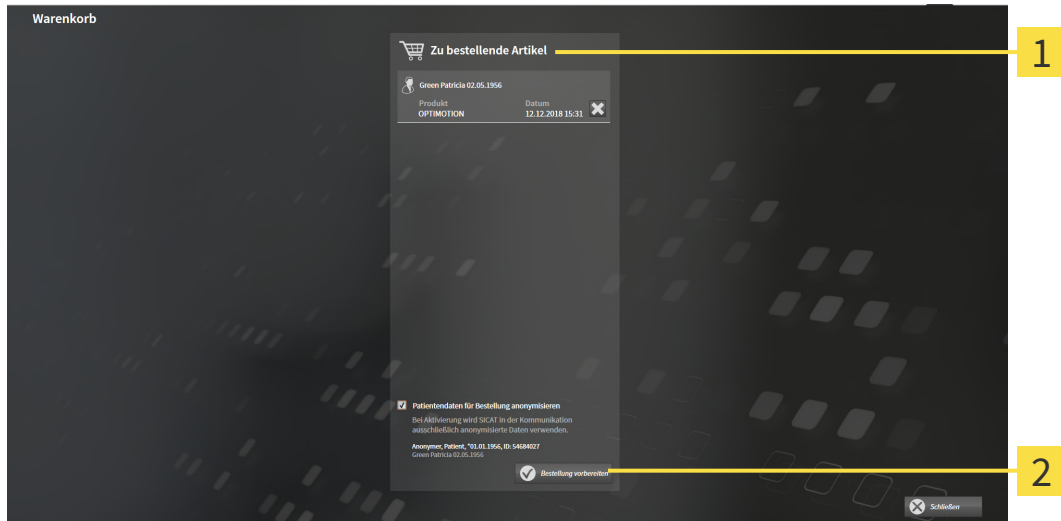 Warenkorb
Zu bestellende Artikel
1
Green Patricia 02.05.1956
Produkt Datum
OPTIMOTION 12.12.2018 15:31
Patientendaten für Bestellung anonymisieren
Bei Aktivierung wird SICAT in der Kommunikation
ausschließlich anonymisierte Daten verwenden.
Anonymer, Patient, *01.01.1956, ID: 54684027
Green Patricia 02.05.1956
Bestellung vorbereiten
2
Schließen